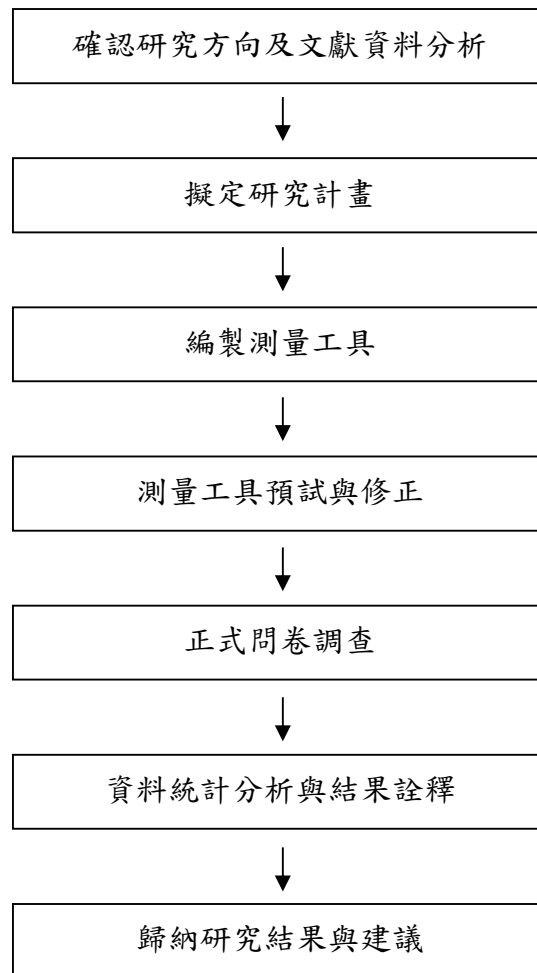 確認研究方向及文獻資料分析
擬定研究計畫
編製測量工具
測量工具預試與修正
正式問卷調查
資料統計分析與結果詮釋
歸納研究結果與建議